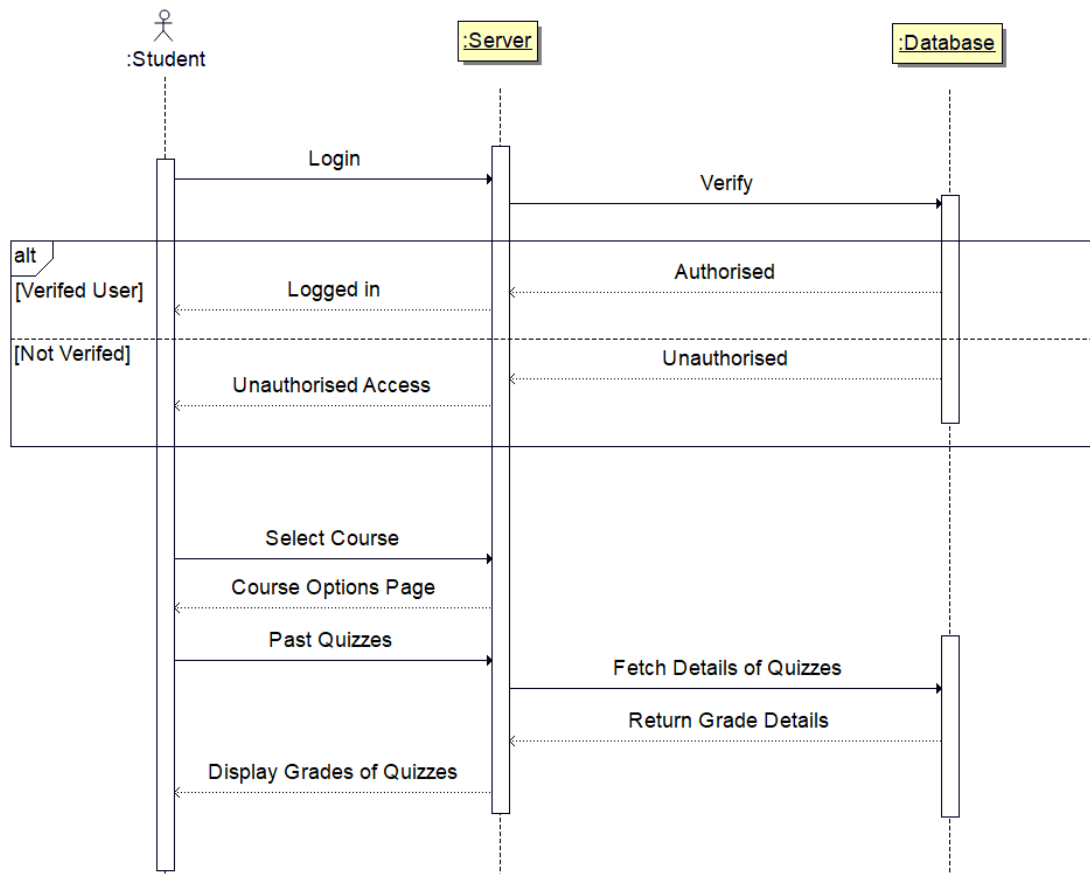 :Student
:Server
:Database
Login
Verify
alt
[Verifed User]
Authorised
Logged in
[Not Verifed]
Unauthorised
Unauthorised Access
Select Course
Course Options Page
Past Quizzes
Fetch Details of Quizzes
Return Grade Details
Display Grades of Quizzes